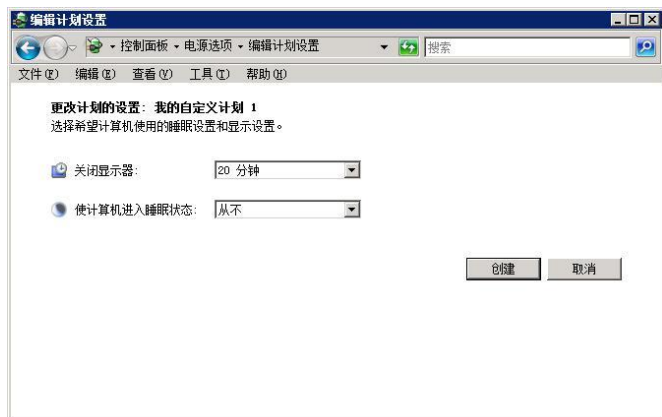 编辑计划设置
控制面板 电源选项 编辑计划设置 搜索
文件(F) 编辑(E) 查看(V) 工具(T) 帮助(H)
更改计划的设置: 我的自定义计划 1
选择希望计算机使用的睡眠设置和显示设置。
关闭显示器: 20 分钟
使计算机进入睡眠状态: 从不
创建 取消